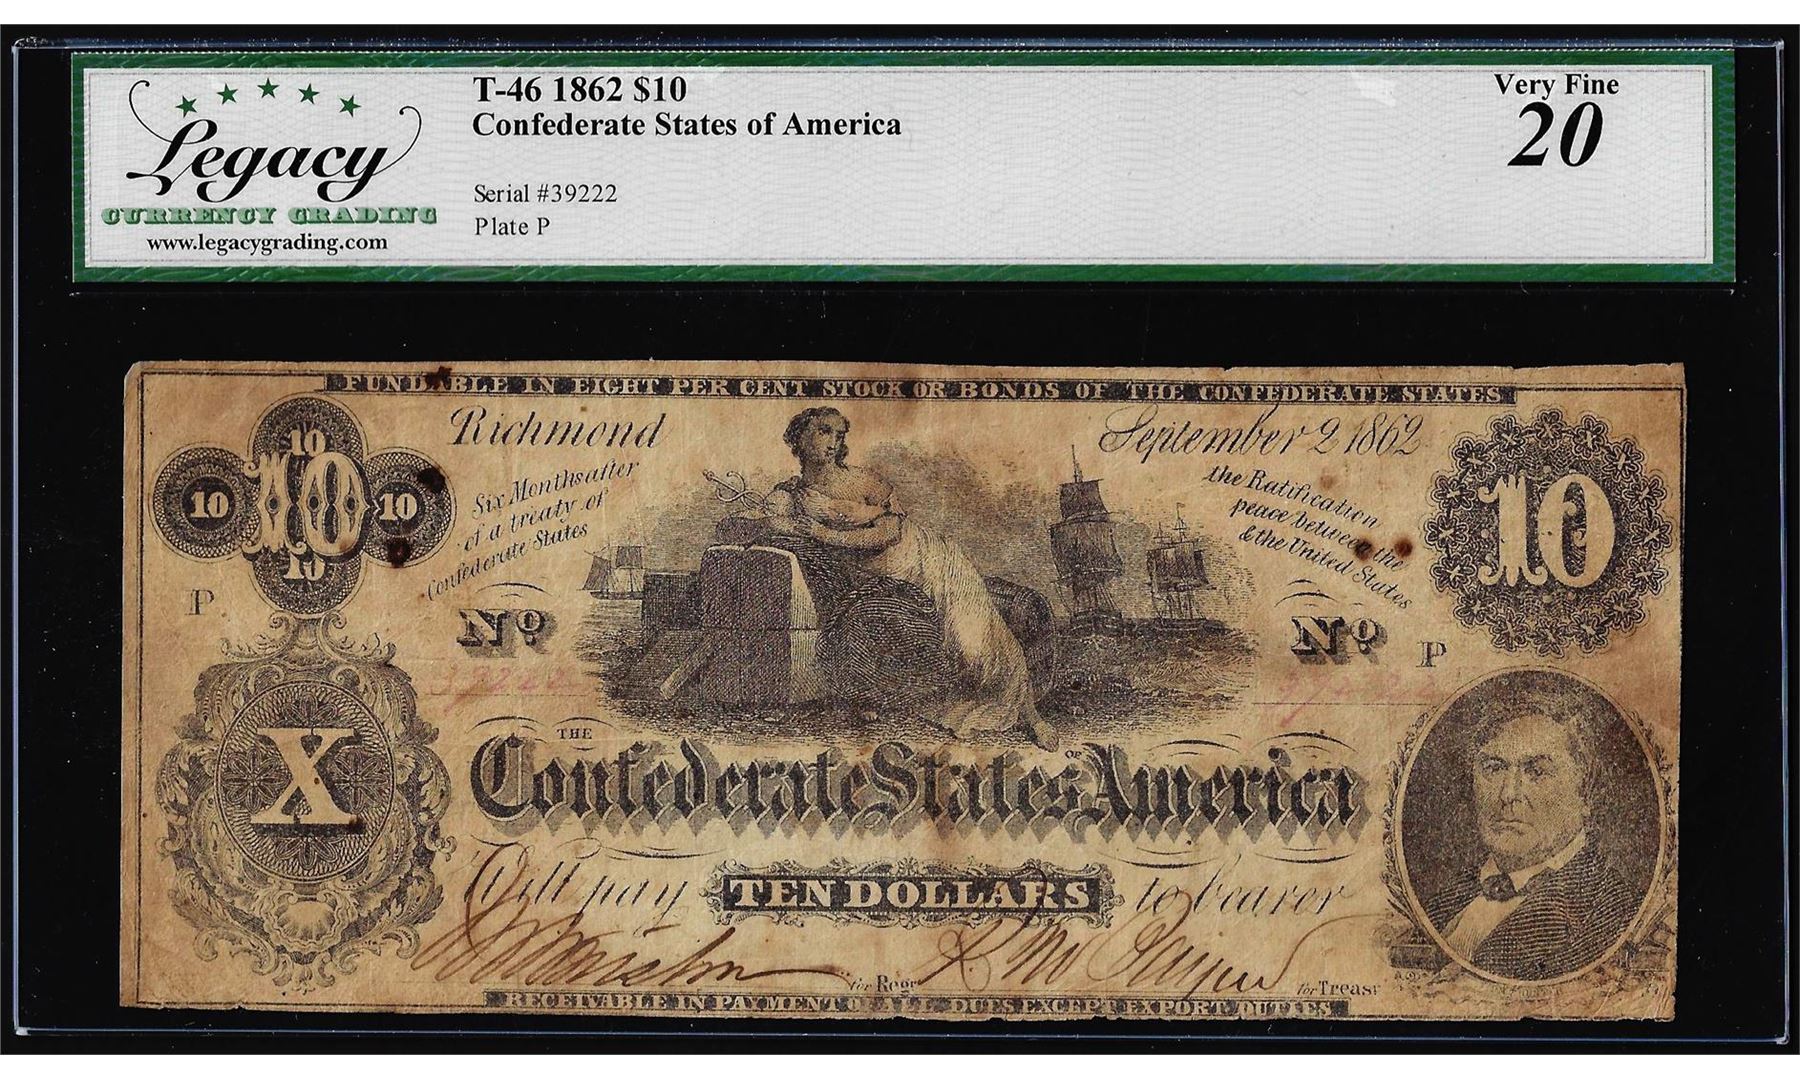 Legacy
CURRENCY GRADING
www.legacygrading.com
T-46 1862 $10
Confederate States of America
Serial #39222
Plate P
Very Fine
20
FUNDABLE IN EIGHT PER CENT STOCK OR BONDS OF THE CONFEDERATE STATES
Richmond
September 2 1862
10
10 10 10
10
10
Six Months after
of a treaty of
Confederate States
the Ratification
peace between the
& the United States
P
No
No P
39222
X
THE
Confederate States OF America
Will pay TEN DOLLARS to bearer
for Regr
for Treasr
RECEIVABLE IN PAYMENT OF ALL DUES EXCEPT EXPORT DUTIES